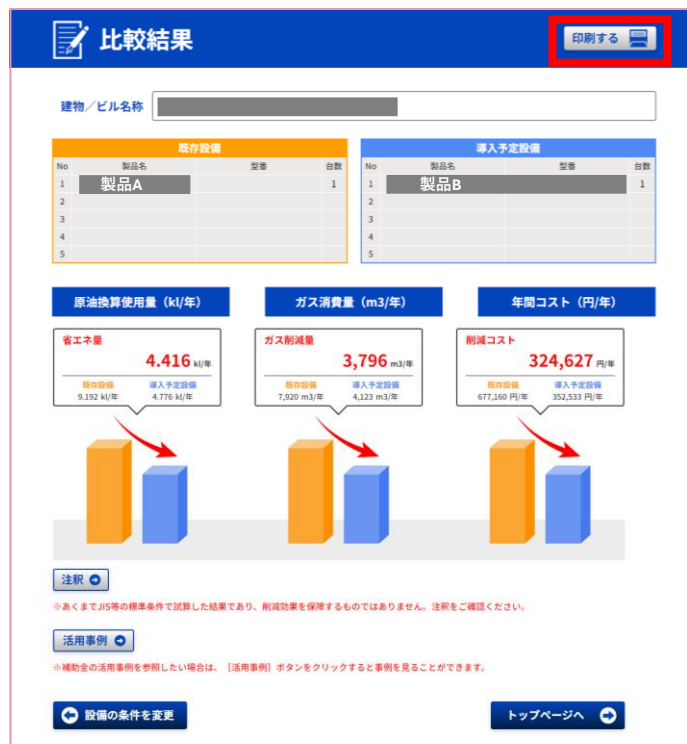 比較結果
印刷する
建物／ビル名称
既存設備
No 製品名 型番 台数
1 製品A 1
2
3
4
5
導入予定設備
No 製品名 型番 台数
1 製品B 1
2
3
4
5
原油換算使用量（kl/年）
省エネ量
4.416 kl/年
既存設備 導入予定設備
9.192 kl/年 4.776 kl/年
ガス消費量（m3/年）
ガス削減量
3,796 m3/年
既存設備 導入予定設備
7,920 m3/年 4,123 m3/年
年間コスト（円/年）
削減コスト
324,627 円/年
既存設備 導入予定設備
677,160 円/年 352,533 円/年
注釈
※あくまでJIS等の標準条件で試算した結果であり、削減効果を保障するものではありません。注釈をご確認ください。
活用事例
※補助金の活用事例を参照したい場合は、［活用事例］ボタンをクリックすると事例を見ることができます。
設備の条件を変更
トップページへ